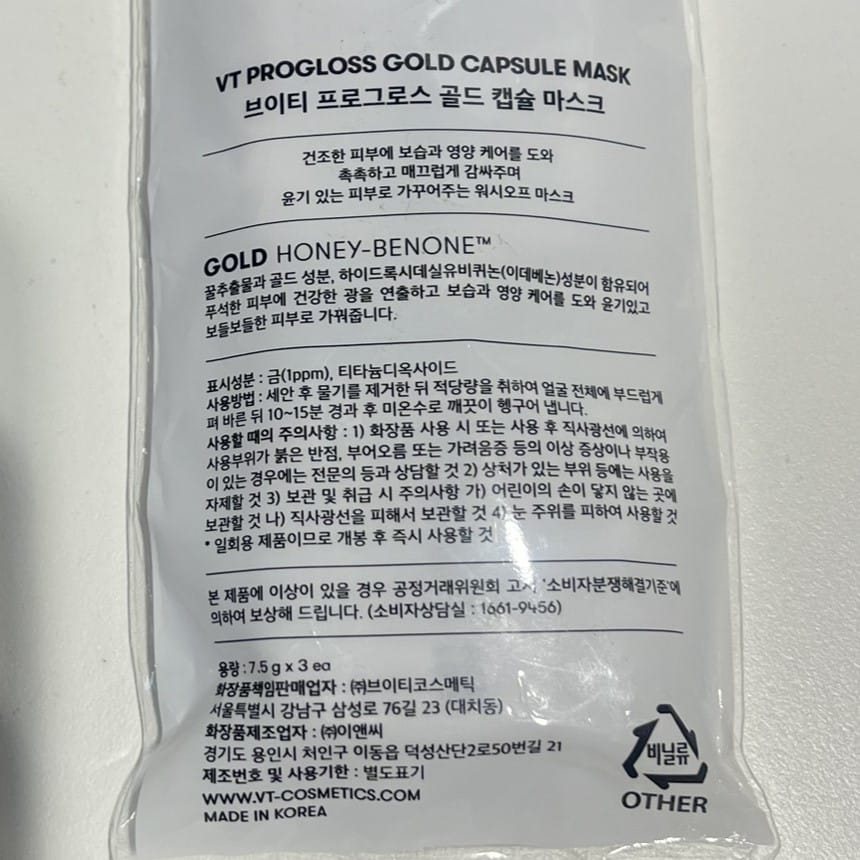 VT PROGLOSS GOLD CAPSULE MASK
브이티 프로그로스 골드 캡슐 마스크
건조한 피부에 보습과 영양 케어를 도와
촉촉하고 매끄럽게 감싸주며
윤기 있는 피부로 가꾸어주는 워시오프 마스크
GOLD HONEY-BENONE™
꿀추출물과 골드 성분, 하이드록시데실유비퀴논(이데베논)성분이 함유되어
푸석한 피부에 건강한 광을 연출하고 보습과 영양 케어를 도와 윤기있고
보들보들한 피부로 가꿔줍니다.
표시성분 : 금(1ppm), 티타늄디옥사이드
사용방법 : 세안 후 물기를 제거한 뒤 적당량을 취하여 얼굴 전체에 부드럽게
펴 바른 뒤 10~15분 경과 후 미온수로 깨끗이 헹구어 냅니다.
사용할 때의 주의사항 : 1) 화장품 사용 시 또는 사용 후 직사광선에 의하여
사용부위가 붉은 반점, 부어오름 또는 가려움증 등의 이상 증상이나 부작용
이 있는 경우에는 전문의 등과 상담할 것 2) 상처가 있는 부위 등에는 사용을
자제할 것 3) 보관 및 취급 시 주의사항 가) 어린이의 손이 닿지 않는 곳에
보관할 것 나) 직사광선을 피해서 보관할 것 4) 눈 주위를 피하여 사용할 것
* 일회용 제품이므로 개봉 후 즉시 사용할 것
본 제품에 이상이 있을 경우 공정거래위원회 고시 '소비자분쟁해결기준'에
의하여 보상해 드립니다. (소비자상담실 : 1661-9456)
용량 : 7.5 g x 3 ea
화장품책임판매업자 : ㈜브이티코스메틱
서울특별시 강남구 삼성로 76길 23 (대치동)
화장품제조업자 : ㈜이앤씨
경기도 용인시 처인구 이동읍 덕성산단2로50번길 21
제조번호 및 사용기한 : 별도표기
WWW.VT-COSMETICS.COM
MADE IN KOREA
비닐류
OTHER